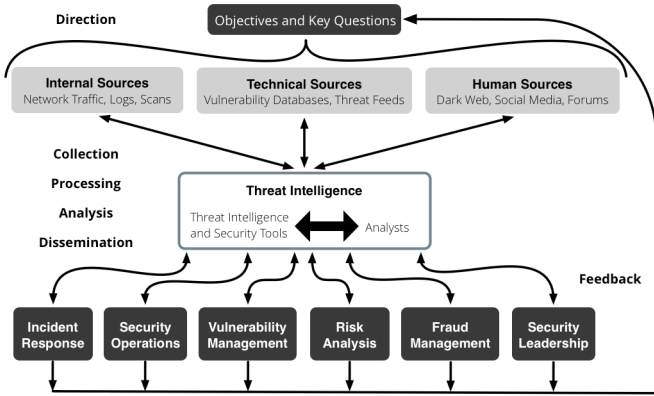 Direction
Objectives and Key Questions
Internal Sources
Network Traffic, Logs, Scans
Technical Sources
Vulnerability Databases, Threat Feeds
Human Sources
Dark Web, Social Media, Forums
Collection
Processing
Analysis
Dissemination
Threat Intelligence
Threat Intelligence
and Security Tools
Analysts
Feedback
Incident
Response
Security
Operations
Vulnerability
Management
Risk
Analysis
Fraud
Management
Security
Leadership